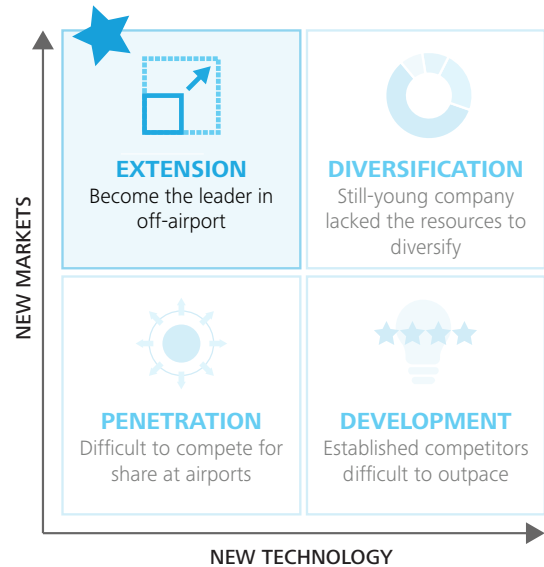 NEW MARKETS
EXTENSION
Become the leader in
off-airport
DIVERSIFICATION
Still-young company
lacked the resources to
diversify
PENETRATION
Difficult to compete for
share at airports
DEVELOPMENT
Established competitors
difficult to outpace
NEW TECHNOLOGY